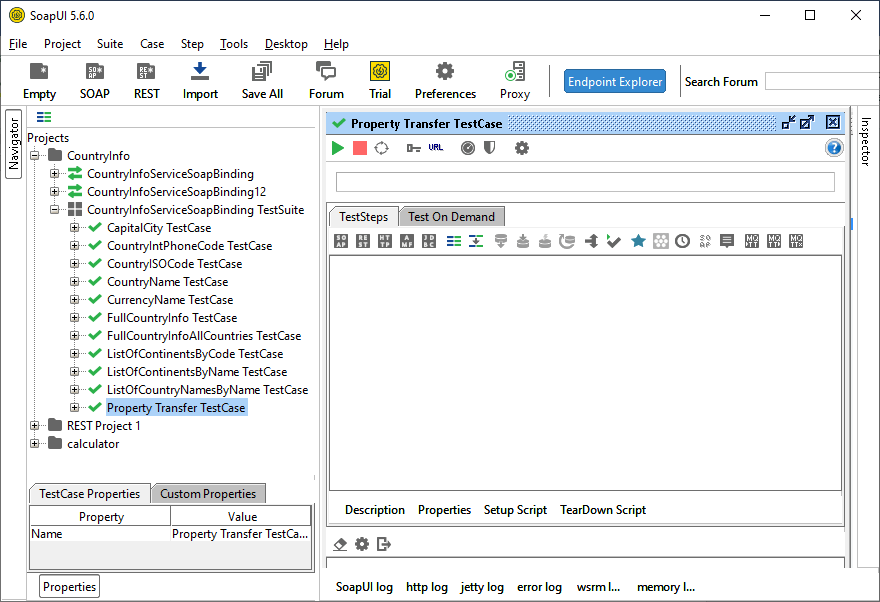 SoapUI 5.6.0
File Project Suite Case Step Tools Desktop Help
Empty SOAP REST Import Save All Forum Trial Preferences Proxy Endpoint Explorer Search Forum
Navigator
Projects
CountryInfo
CountryInfoServiceSoapBinding
CountryInfoServiceSoapBinding12
CountryInfoServiceSoapBinding TestSuite
CapitalCity TestCase
CountryIntPhoneCode TestCase
CountryISOCode TestCase
CountryName TestCase
CurrencyName TestCase
FullCountryInfo TestCase
FullCountryInfoAllCountries TestCase
ListOfContinentsByCode TestCase
ListOfContinentsByName TestCase
ListOfCountryNamesByName TestCase
Property Transfer TestCase
REST Project 1
calculator
TestCase Properties Custom Properties
Property Value
Name Property Transfer TestCa...
Properties
Property Transfer TestCase
URL
TestSteps Test On Demand
Description Properties Setup Script TearDown Script
SoapUI log http log jetty log error log wsrm l... memory l...
Inspector